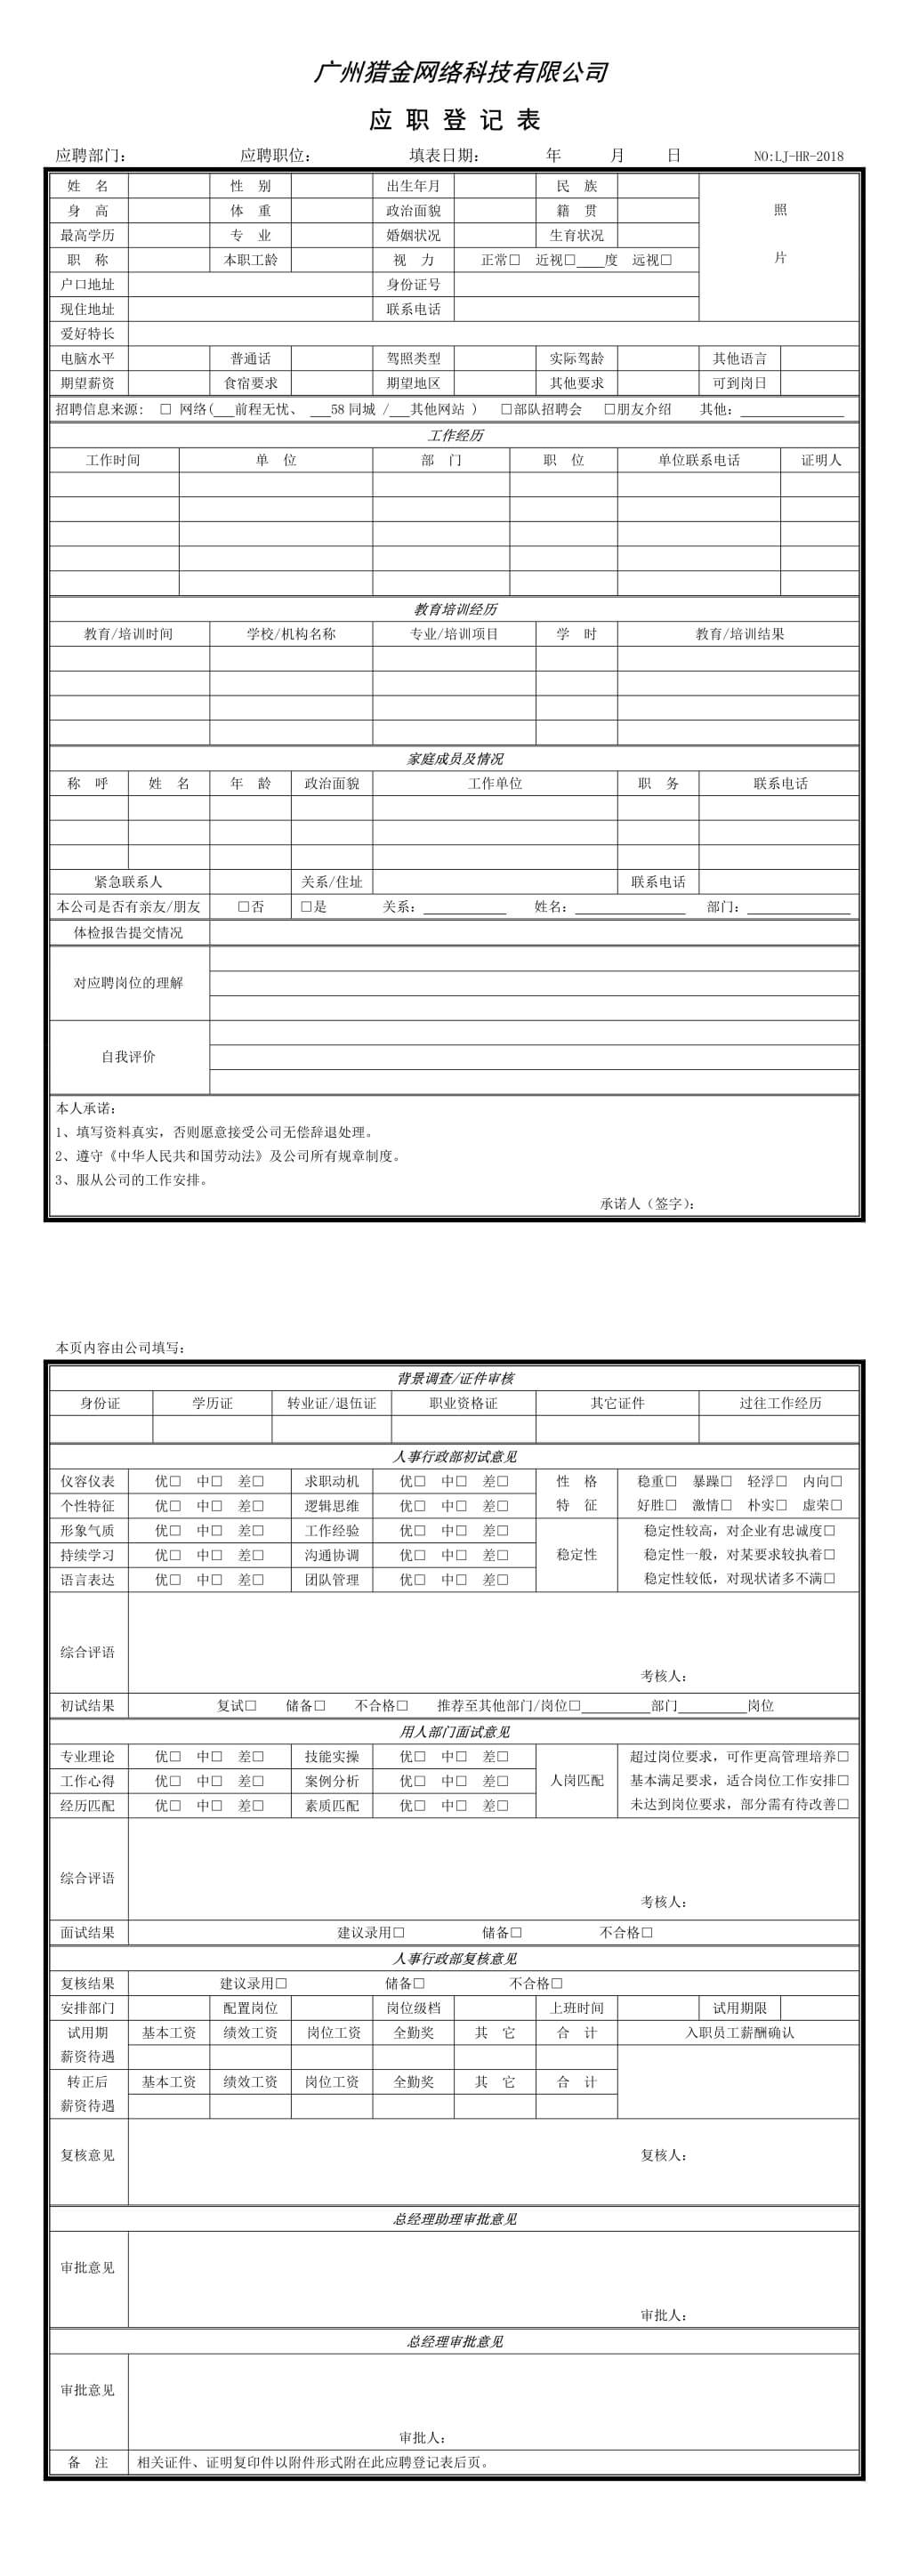 广州猎金网络科技有限公司
应 职 登 记 表
应聘部门： 应聘职位： 填表日期： 年 月 日 NO:LJ-HR-2018
姓 名 性 别 出生年月 民 族
身 高 体 重 政治面貌 籍 贯 照
最高学历 专 业 婚姻状况 生育状况
职 称 本职工龄 视 力 正常□ 近视□____度 远视□ 片
户口地址 身份证号
现住地址 联系电话
爱好特长
电脑水平 普通话 驾照类型 实际驾龄 其他语言
期望薪资 食宿要求 期望地区 其他要求 可到岗日
招聘信息来源： □ 网络(___前程无忧、 ___58 同城 /___其他网站 ) □部队招聘会 □朋友介绍 其他：_______________
工作经历
工作时间 单 位 部 门 职 位 单位联系电话 证明人
教育培训经历
教育/培训时间 学校/机构名称 专业/培训项目 学 时 教育/培训结果
家庭成员及情况
称 呼 姓 名 年 龄 政治面貌 工作单位 职 务 联系电话
紧急联系人 关系/住址 联系电话
本公司是否有亲友/朋友 □否 □是 关系：____________ 姓名：________________ 部门：_______________
体检报告提交情况
对应聘岗位的理解
自我评价
本人承诺：
1、填写资料真实，否则愿意接受公司无偿辞退处理。
2、遵守《中华人民共和国劳动法》及公司所有规章制度。
3、服从公司的工作安排。
承诺人（签字）：
本页内容由公司填写：
背景调查/证件审核
身份证 学历证 转业证/退伍证 职业资格证 其它证件 过往工作经历
人事行政部初试意见
仪容仪表 优□ 中□ 差□ 求职动机 优□ 中□ 差□ 性 格 稳重□ 暴躁□ 轻浮□ 内向□
个性特征 优□ 中□ 差□ 逻辑思维 优□ 中□ 差□ 特 征 好胜□ 激情□ 朴实□ 虚荣□
形象气质 优□ 中□ 差□ 工作经验 优□ 中□ 差□ 稳定性较高，对企业有忠诚度□
持续学习 优□ 中□ 差□ 沟通协调 优□ 中□ 差□ 稳定性 稳定性一般，对某要求较执着□
语言表达 优□ 中□ 差□ 团队管理 优□ 中□ 差□ 稳定性较低，对现状诸多不满□
综合评语
考核人：
初试结果 复试□ 储备□ 不合格□ 推荐至其他部门/岗位□__________部门__________岗位
用人部门面试意见
专业理论 优□ 中□ 差□ 技能实操 优□ 中□ 差□ 超过岗位要求，可作更高管理培养□
工作心得 优□ 中□ 差□ 案例分析 优□ 中□ 差□ 人岗匹配 基本满足要求，适合岗位工作安排□
经历匹配 优□ 中□ 差□ 素质匹配 优□ 中□ 差□ 未达到岗位要求，部分需有待改善□
综合评语
考核人：
面试结果 建议录用□ 储备□ 不合格□
人事行政部复核意见
复核结果 建议录用□ 储备□ 不合格□
安排部门 配置岗位 岗位级档 上班时间 试用期限
试用期 基本工资 绩效工资 岗位工资 全勤奖 其 它 合 计 入职员工薪酬确认
薪资待遇
转正后 基本工资 绩效工资 岗位工资 全勤奖 其 它 合 计
薪资待遇
复核意见 复核人：
总经理助理审批意见
审批意见
审批人：
总经理审批意见
审批意见
审批人：
备 注 相关证件、证明复印件以附件形式附在此应聘登记表后页。